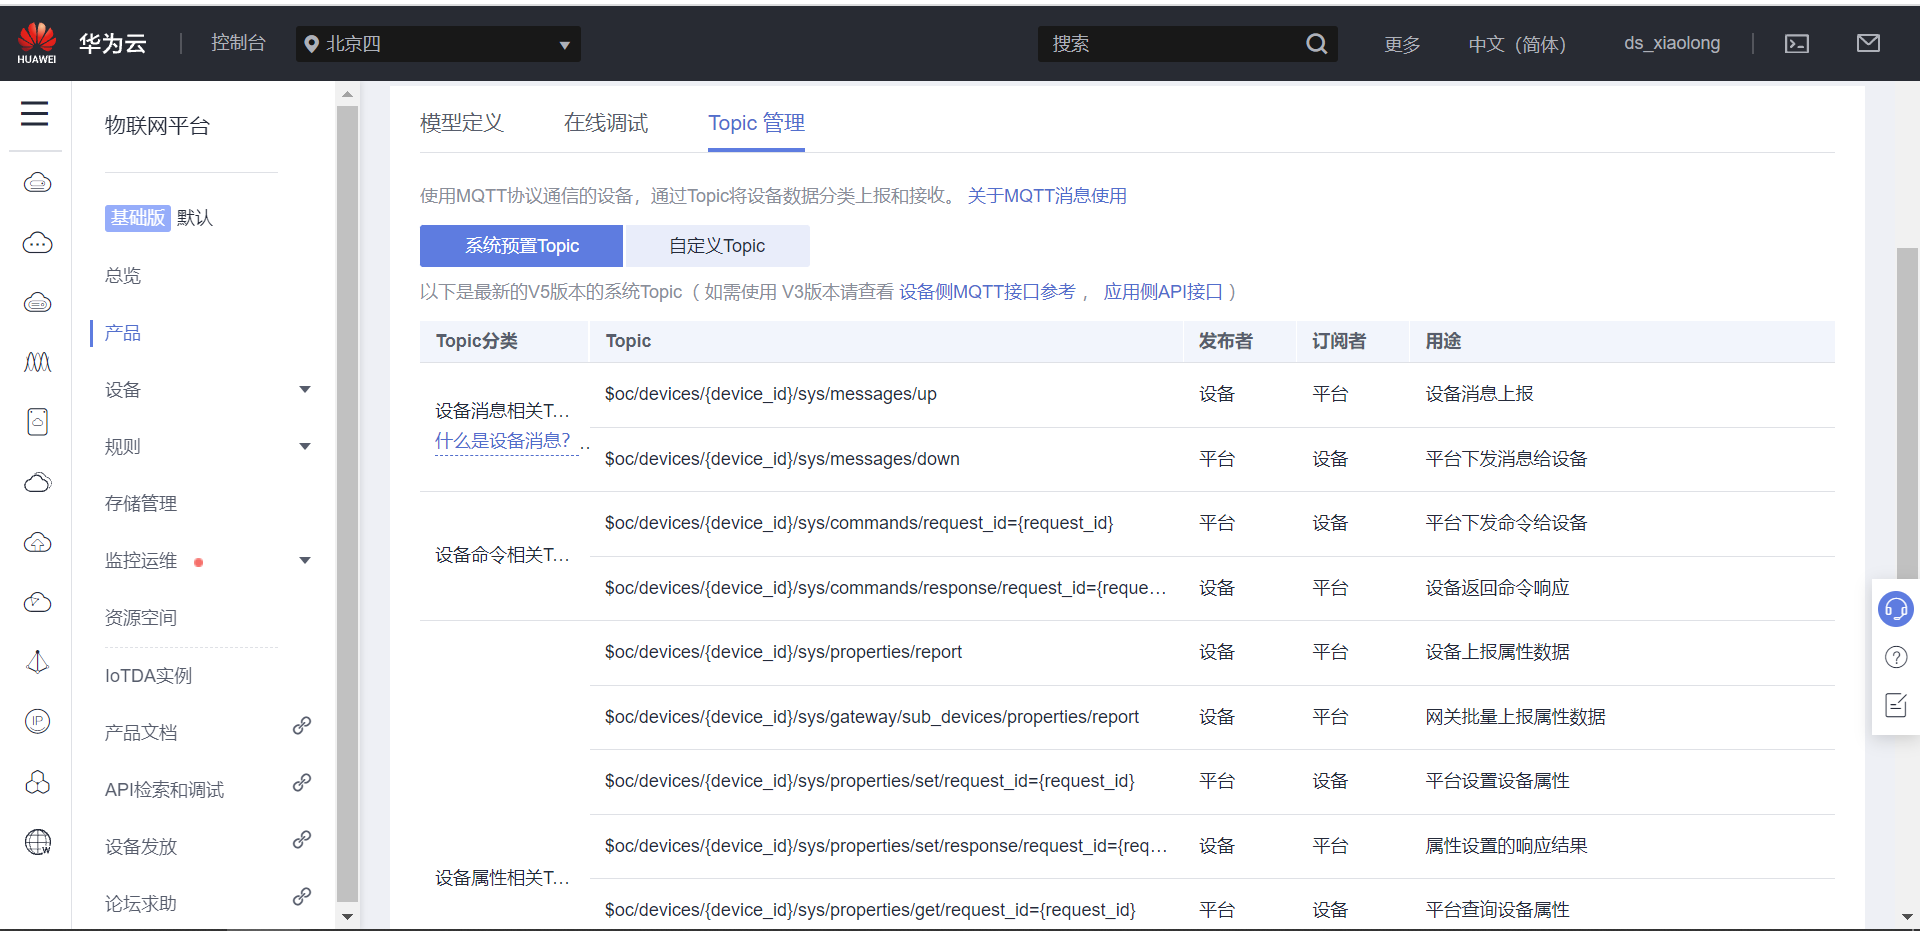 HUAWEI
华为云
控制台
北京四
搜索
更多
中文（简体）
ds_xiaolong
物联网平台
基础版 默认
总览
产品
设备
规则
存储管理
监控运维
资源空间
IoTDA实例
产品文档
API检索和调试
设备发放
论坛求助
模型定义
在线调试
Topic 管理
使用MQTT协议通信的设备，通过Topic将设备数据分类上报和接收。 关于MQTT消息使用
系统预置Topic
自定义Topic
以下是最新的V5版本的系统Topic（ 如需使用 V3版本请查看 设备侧MQTT接口参考 ， 应用侧API接口 ）
Topic分类 Topic 发布者 订阅者 用途
设备消息相关T...
什么是设备消息? ..
$oc/devices/{device_id}/sys/messages/up 设备 平台 设备消息上报
$oc/devices/{device_id}/sys/messages/down 平台 设备 平台下发消息给设备
设备命令相关T...
$oc/devices/{device_id}/sys/commands/request_id={request_id} 平台 设备 平台下发命令给设备
$oc/devices/{device_id}/sys/commands/response/request_id={reque... 设备 平台 设备返回命令响应
$oc/devices/{device_id}/sys/properties/report 设备 平台 设备上报属性数据
$oc/devices/{device_id}/sys/gateway/sub_devices/properties/report 设备 平台 网关批量上报属性数据
$oc/devices/{device_id}/sys/properties/set/request_id={request_id} 平台 设备 平台设置设备属性
$oc/devices/{device_id}/sys/properties/set/response/request_id={req... 设备 平台 属性设置的响应结果
设备属性相关T...
$oc/devices/{device_id}/sys/properties/get/request_id={request_id} 平台 设备 平台查询设备属性
IP
W